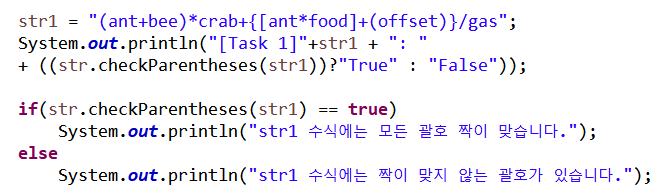 str1 = "(ant+bee)*crab+{[ant*food]+(offset)}/gas";
System.out.println("[Task 1]"+str1 + ": "
+ ((str.checkParentheses(str1))?"True" : "False"));
if(str.checkParentheses(str1) == true)
System.out.println("str1 수식에는 모든 괄호 짝이 맞습니다.");
else
System.out.println("str1 수식에는 짝이 맞지 않는 괄호가 있습니다.");